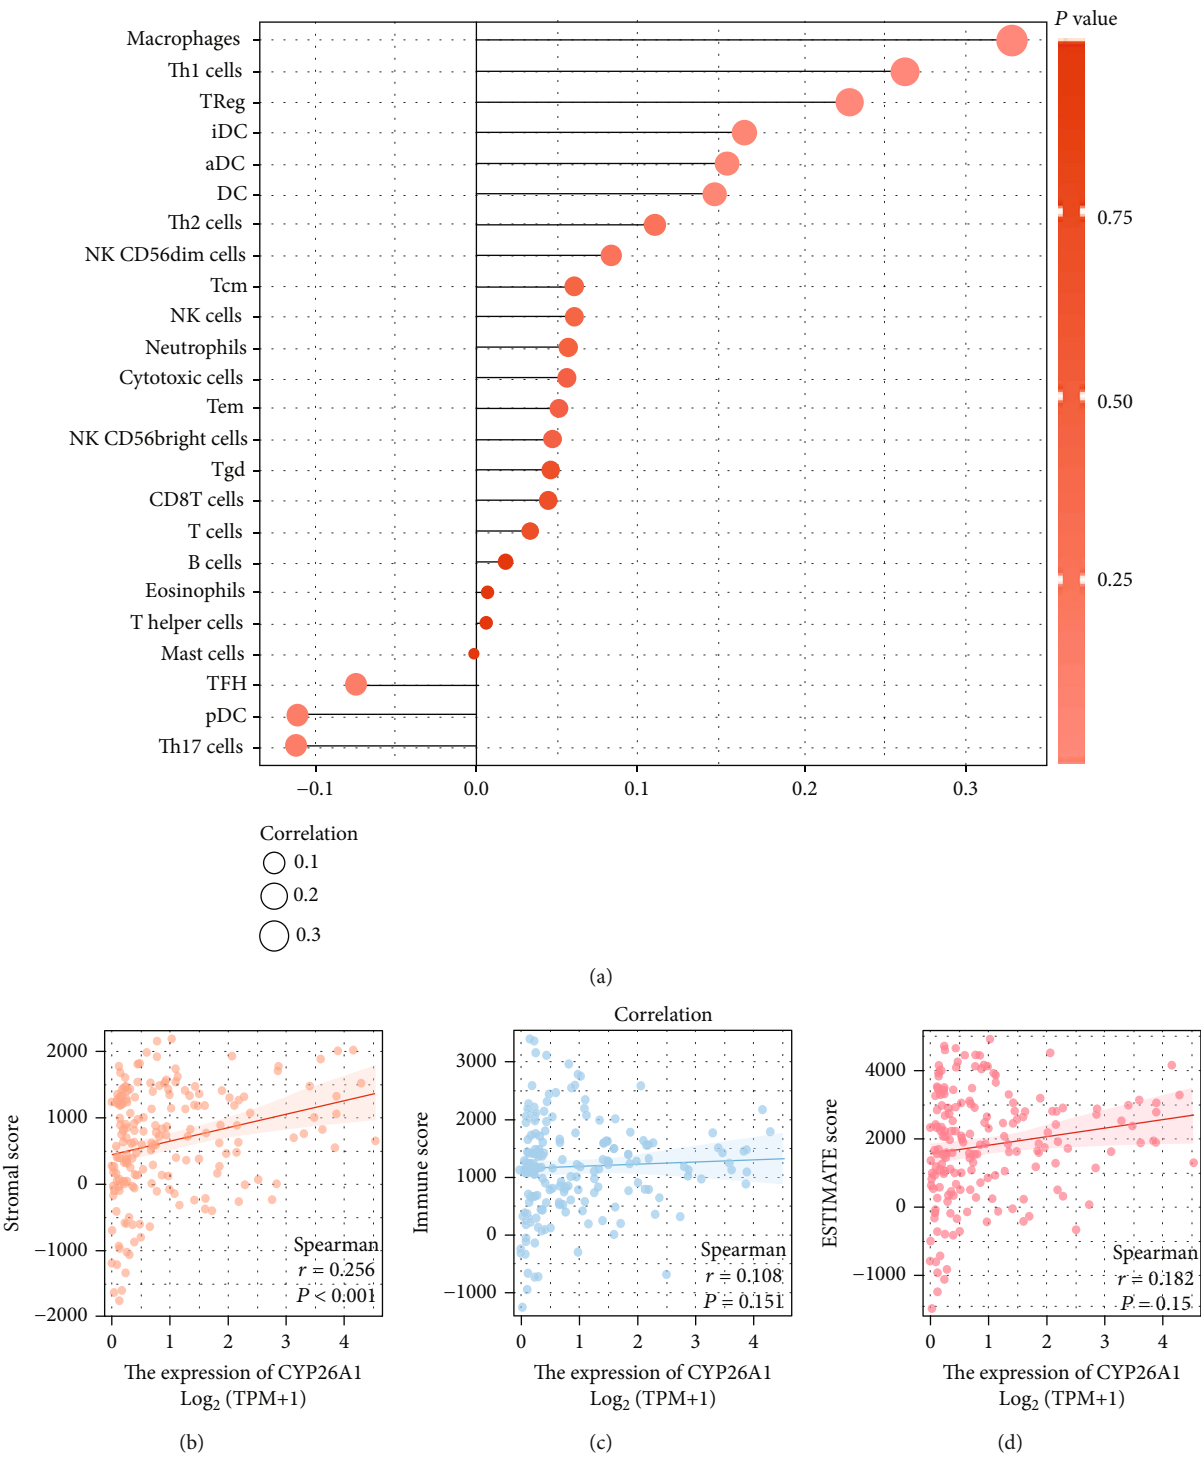 P value
Macrophages
Th1 cells
TReg
iDC
aDC
DC
Th2 cells
NK CD56dim cells
Tcm
NK cells
Neutrophils
Cytotoxic cells
Tem
NK CD56bright cells
Tgd
CD8T cells
T cells
B cells
Eosinophils
T helper cells
Mast cells
TFH
pDC
Th17 cells
0.75
0.50
0.25
−0.1 0.0 0.1 0.2 0.3
Correlation
0.1
0.2
0.3
(a)
Stromal score
2000
1000
0
−1000
−2000
Spearman
r = 0.256
P < 0.001
0 1 2 3 4
The expression of CYP26A1
Log₂ (TPM+1)
(b)
Correlation
Immune score
3000
2000
1000
0
−1000
Spearman
r = 0.108
P = 0.151
0 1 2 3 4
The expression of CYP26A1
Log₂ (TPM+1)
(c)
ESTIMATE score
4000
2000
0
−1000
Spearman
r = 0.182
P = 0.15
0 1 2 3 4
The expression of CYP26A1
Log₂ (TPM+1)
(d)